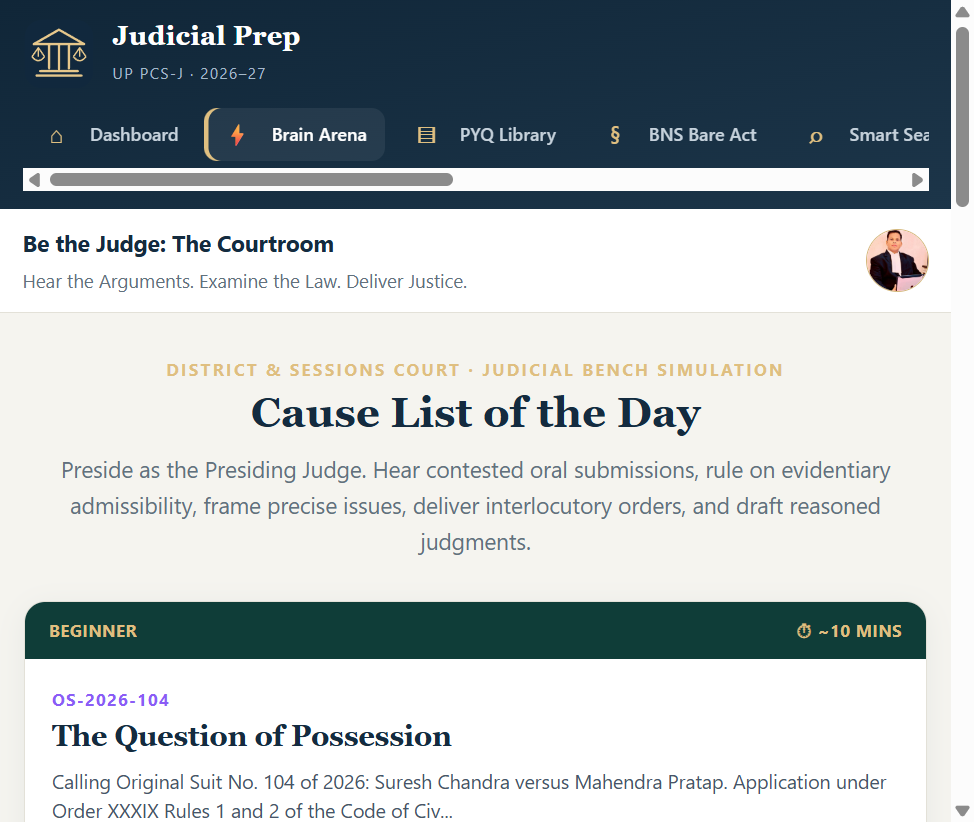 Judicial Prep
UP PCS-J · 2026–27
Dashboard
Brain Arena
PYQ Library
§ BNS Bare Act
Smart Sea
Be the Judge: The Courtroom
Hear the Arguments. Examine the Law. Deliver Justice.
DISTRICT & SESSIONS COURT · JUDICIAL BENCH SIMULATION
Cause List of the Day
Preside as the Presiding Judge. Hear contested oral submissions, rule on evidentiary
admissibility, frame precise issues, deliver interlocutory orders, and draft reasoned
judgments.
BEGINNER
⏱ ~10 MINS
OS-2026-104
The Question of Possession
Calling Original Suit No. 104 of 2026: Suresh Chandra versus Mahendra Pratap. Application under
Order XXXIX Rules 1 and 2 of the Code of Civ...